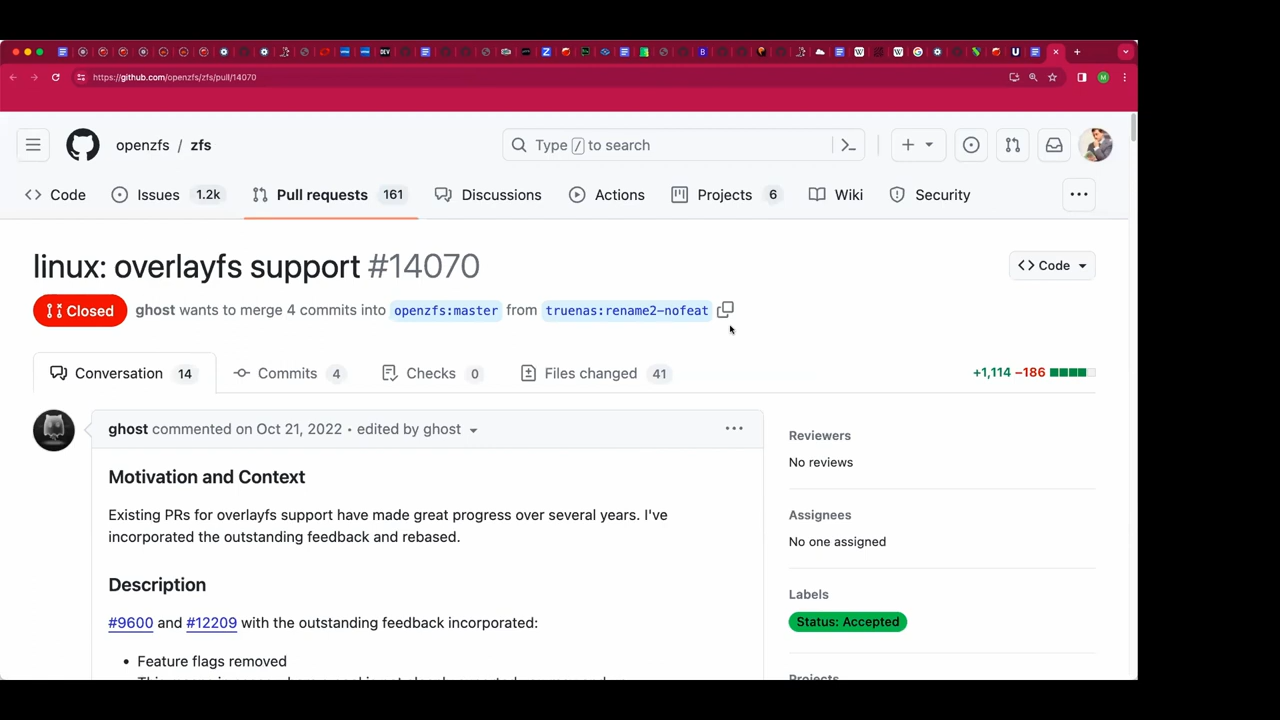 https://github.com/openzfs/zfs/pull/14070
openzfs / zfs
Type / to search
Code
Issues 1.2k
Pull requests 161
Discussions
Actions
Projects 6
Wiki
Security
linux: overlayfs support #14070
Code
Closed
ghost wants to merge 4 commits into openzfs:master from truenas:rename2-nofeat
Conversation 14
Commits 4
Checks 0
Files changed 41
+1,114 −186
ghost commented on Oct 21, 2022 • edited by ghost
Motivation and Context
Existing PRs for overlayfs support have made great progress over several years. I've
incorporated the outstanding feedback and rebased.
Description
#9600 and #12209 with the outstanding feedback incorporated:
• Feature flags removed
Reviewers
No reviews
Assignees
No one assigned
Labels
Status: Accepted
Projects